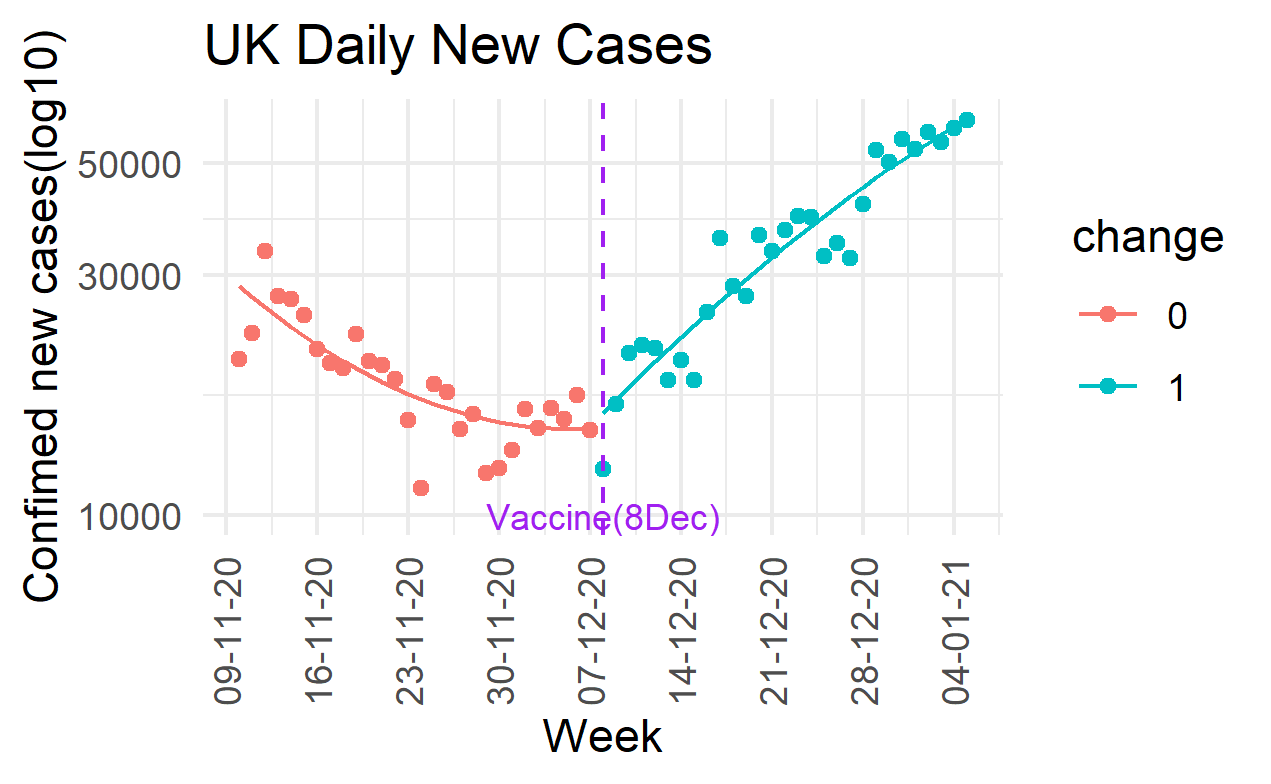 UK Daily New Cases
Confimed new cases(log10)
50000
30000
10000
Vaccine(8Dec)
09-11-20
16-11-20
23-11-20
30-11-20
07-12-20
14-12-20
21-12-20
28-12-20
04-01-21
Week
change
0
1